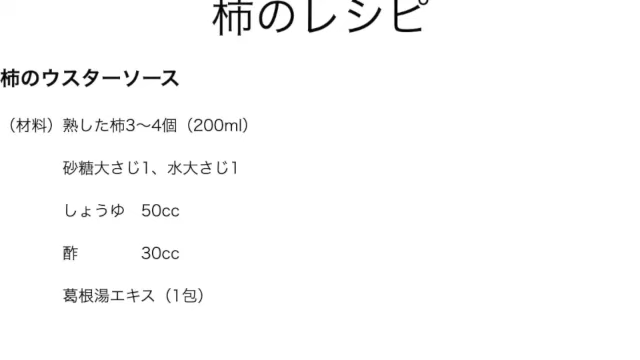 柿のレシピ
柿のウスターソース
（材料）熟した柿3〜4個（200ml）
砂糖大さじ1、水大さじ1
しょうゆ　50cc
酢　　　　30cc
葛根湯エキス（1包）